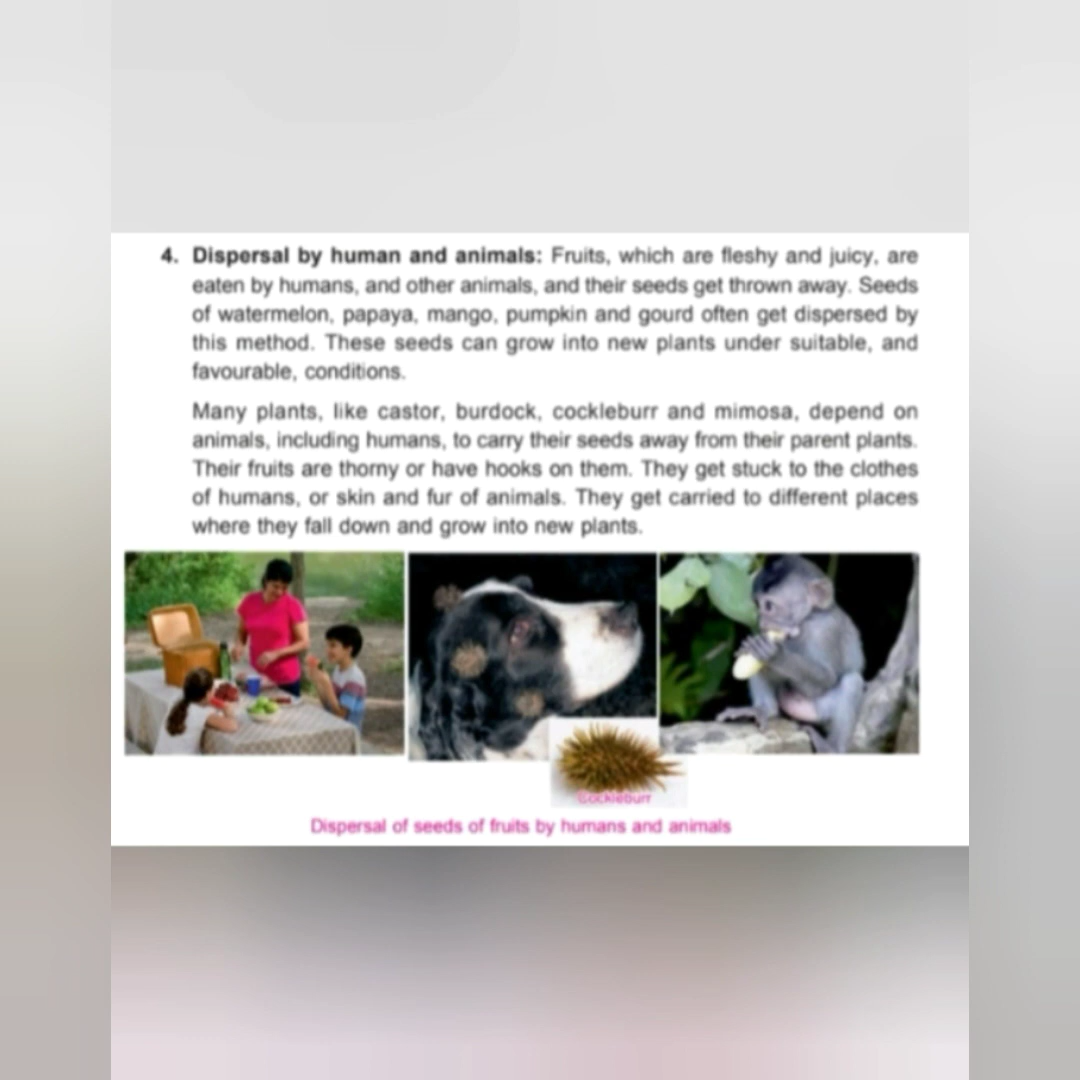 4. Dispersal by human and animals: Fruits, which are fleshy and juicy, are
eaten by humans, and other animals, and their seeds get thrown away. Seeds
of watermelon, papaya, mango, pumpkin and gourd often get dispersed by
this method. These seeds can grow into new plants under suitable, and
favourable, conditions.
Many plants, like castor, burdock, cockleburr and mimosa, depend on
animals, including humans, to carry their seeds away from their parent plants.
Their fruits are thorny or have hooks on them. They get stuck to the clothes
of humans, or skin and fur of animals. They get carried to different places
where they fall down and grow into new plants.
Cockleburr
Dispersal of seeds of fruits by humans and animals